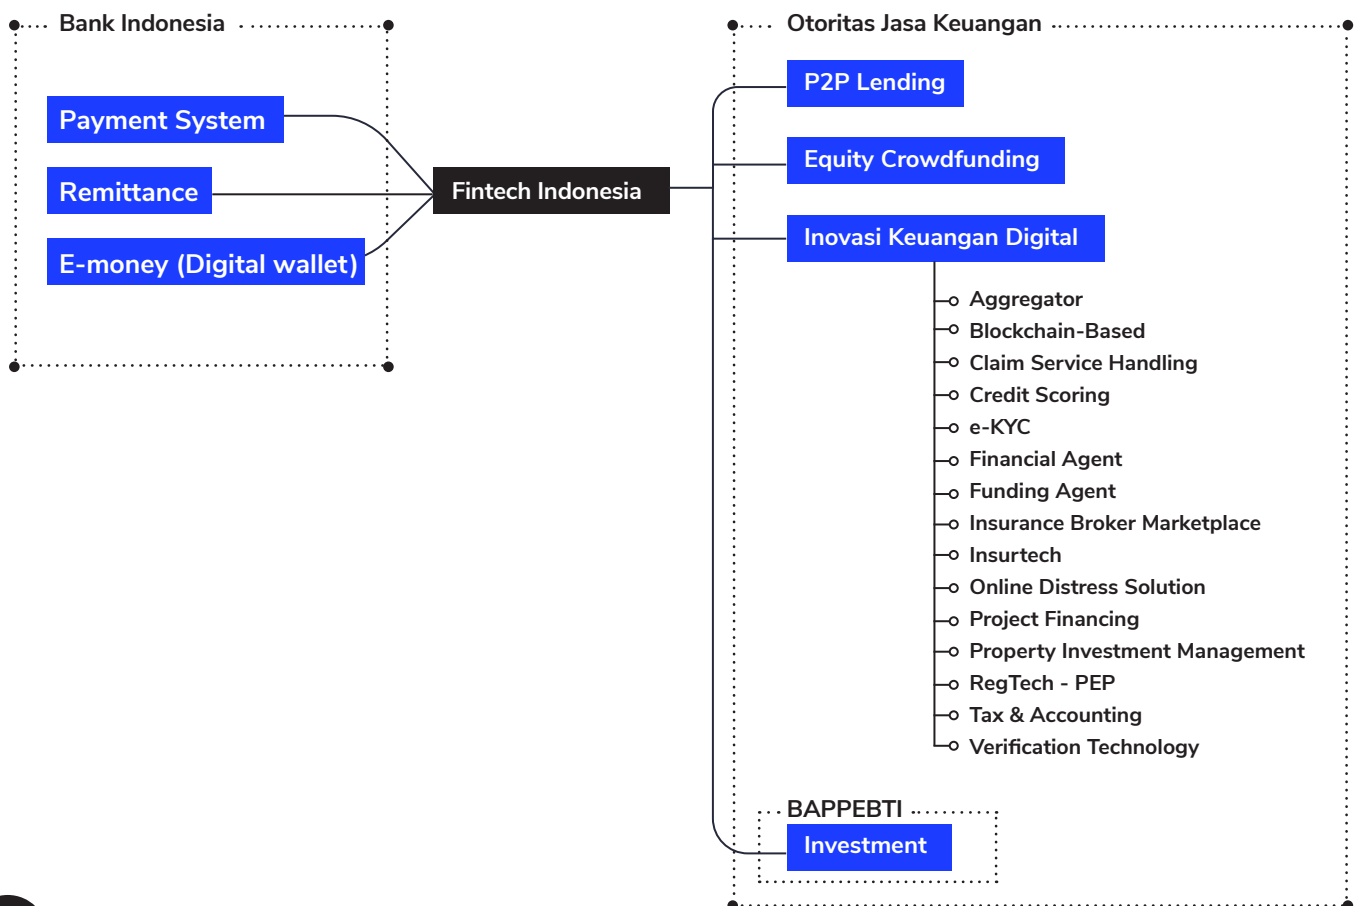 Bank Indonesia
Payment System
Remittance
E-money (Digital wallet)
Fintech Indonesia
Otoritas Jasa Keuangan
P2P Lending
Equity Crowdfunding
Inovasi Keuangan Digital
Aggregator
Blockchain-Based
Claim Service Handling
Credit Scoring
e-KYC
Financial Agent
Funding Agent
Insurance Broker Marketplace
Insurtech
Online Distress Solution
Project Financing
Property Investment Management
RegTech - PEP
Tax & Accounting
Verification Technology
BAPPEBTI
Investment